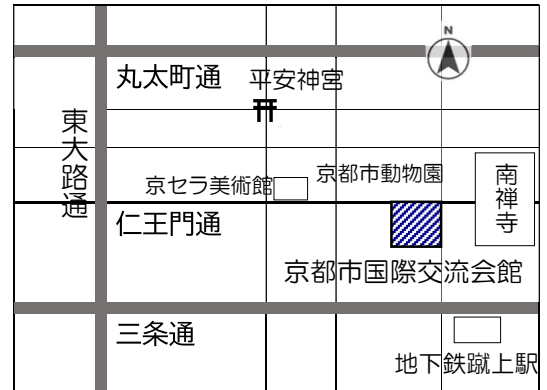 N
丸太町通
平安神宮
東大路通
京セラ美術館
京都市動物園
南禅寺
仁王門通
京都市国際交流会館
三条通
地下鉄蹴上駅